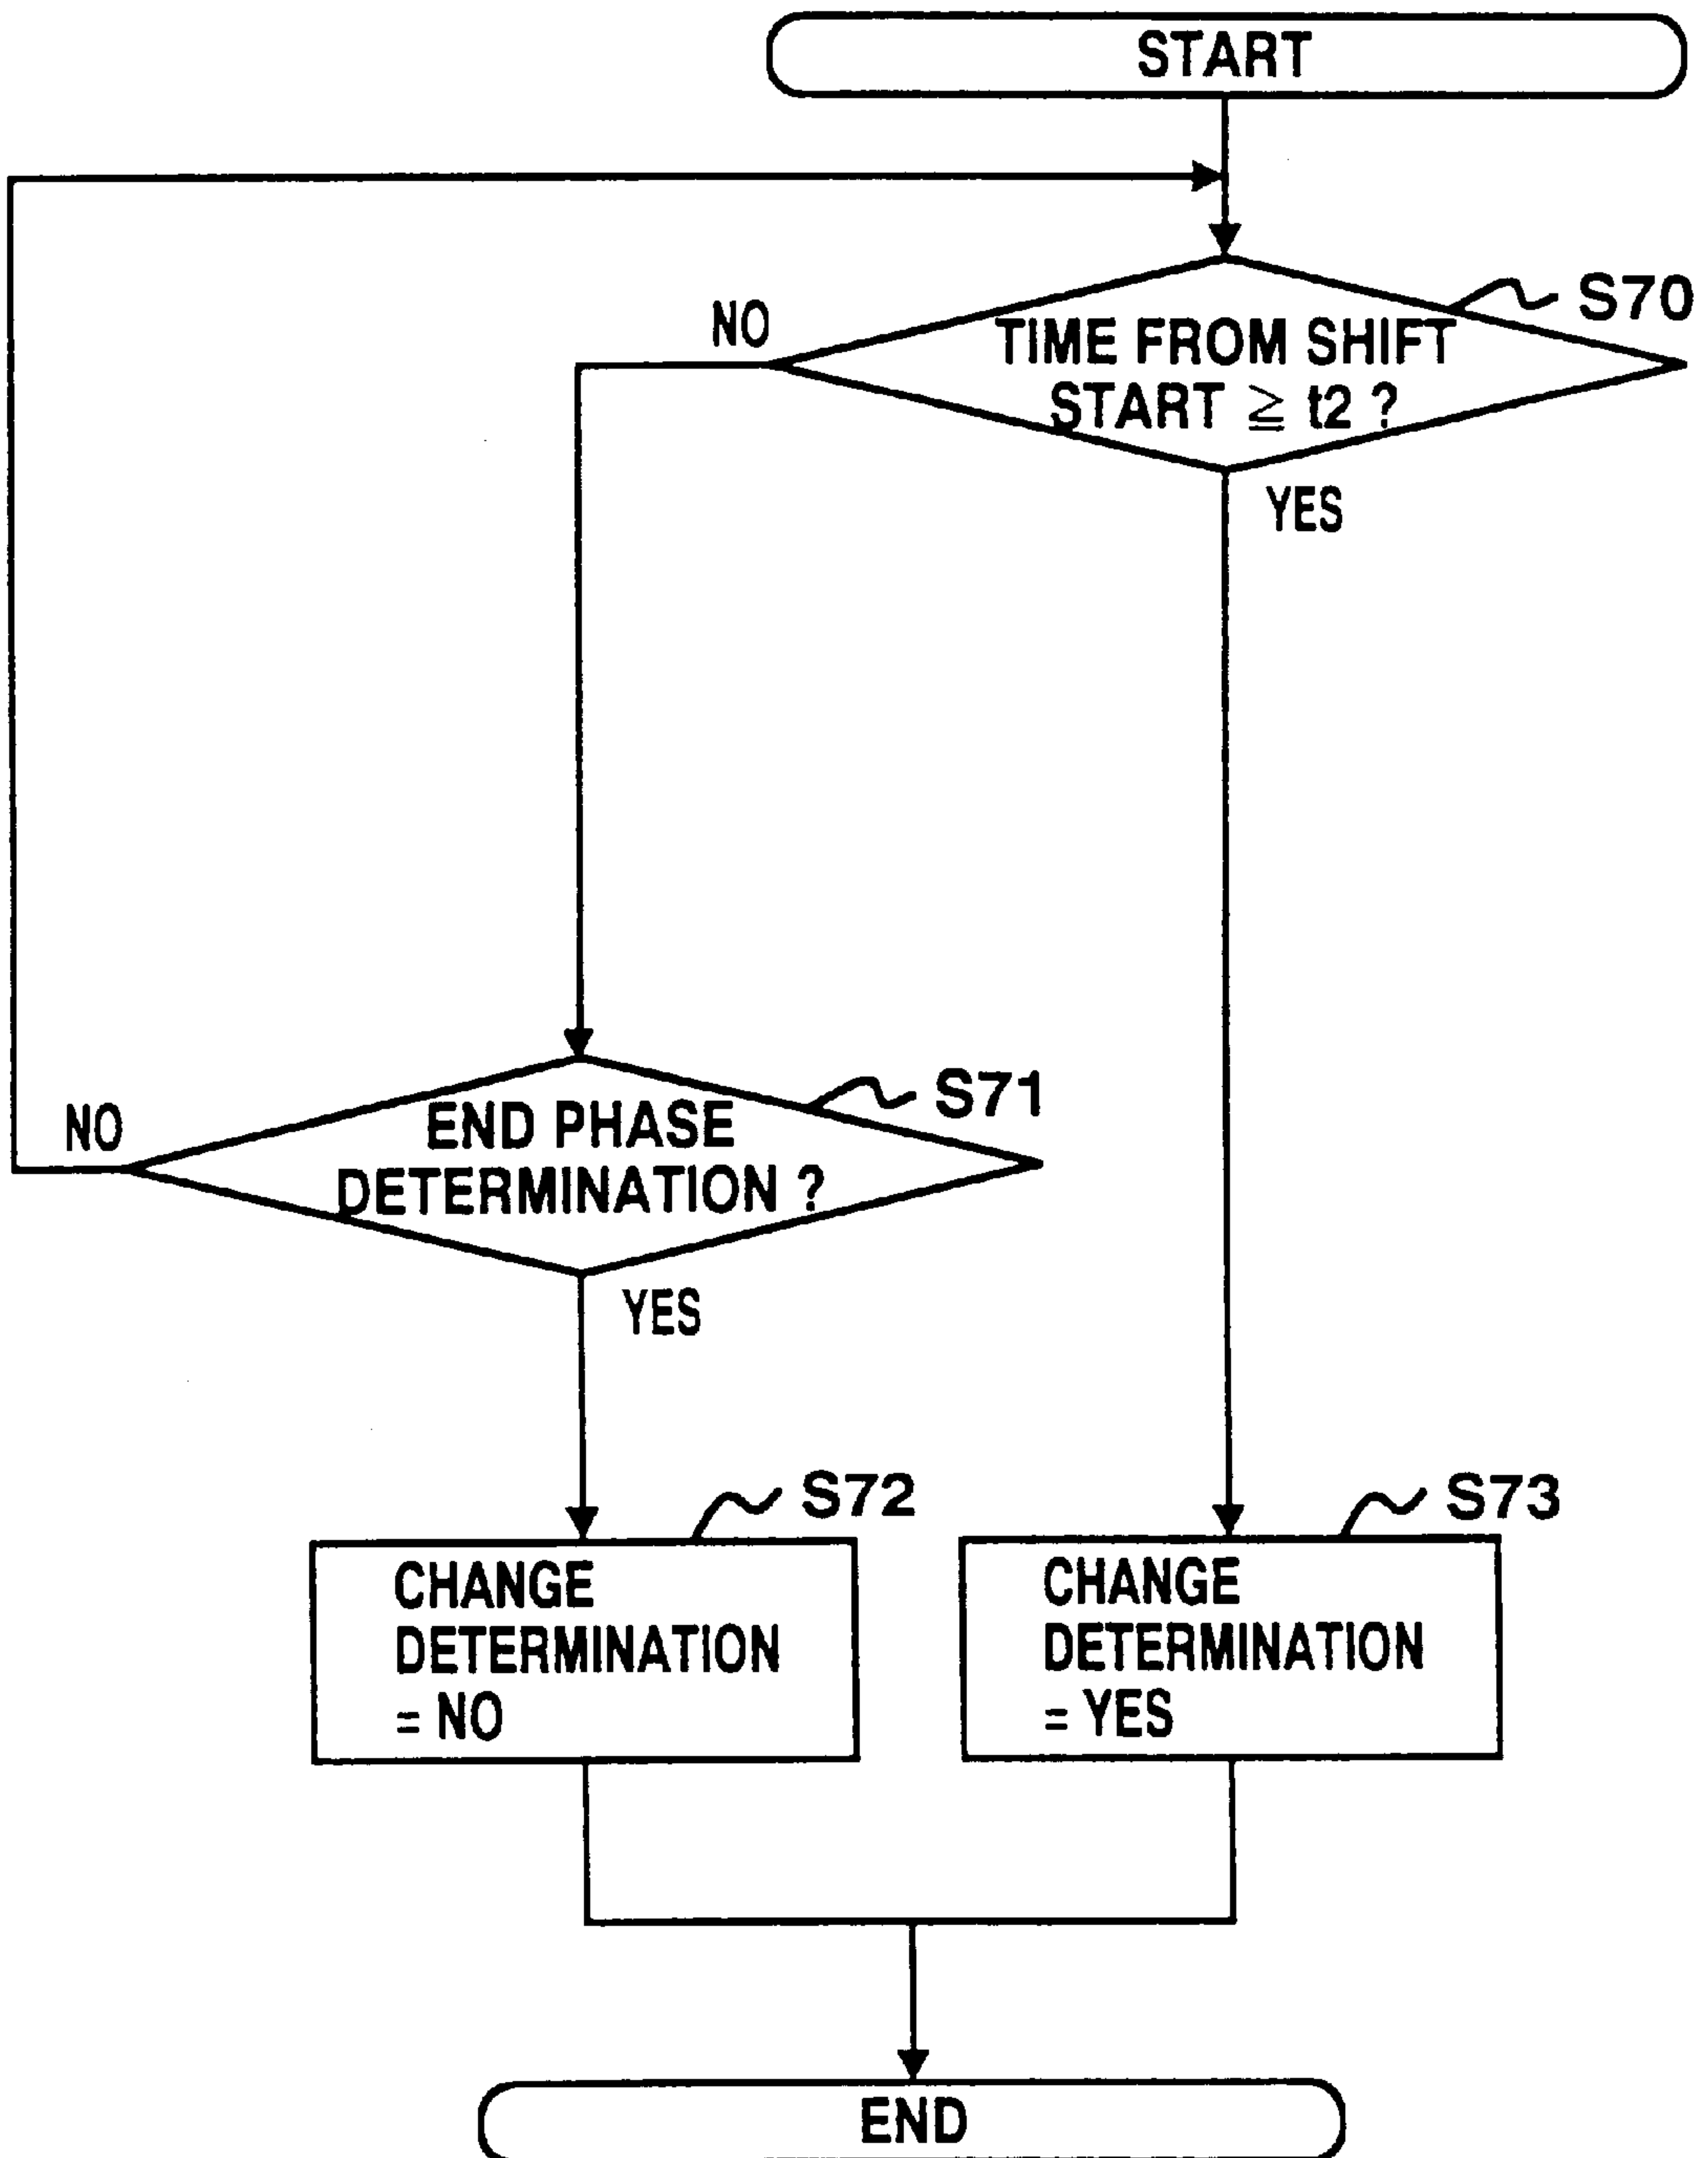 START
S70
NO
TIME FROM SHIFT
START ≧ t2 ?
YES
S71
NO
END PHASE
DETERMINATION ?
YES
S72
CHANGE
DETERMINATION
= NO
S73
CHANGE
DETERMINATION
= YES
END